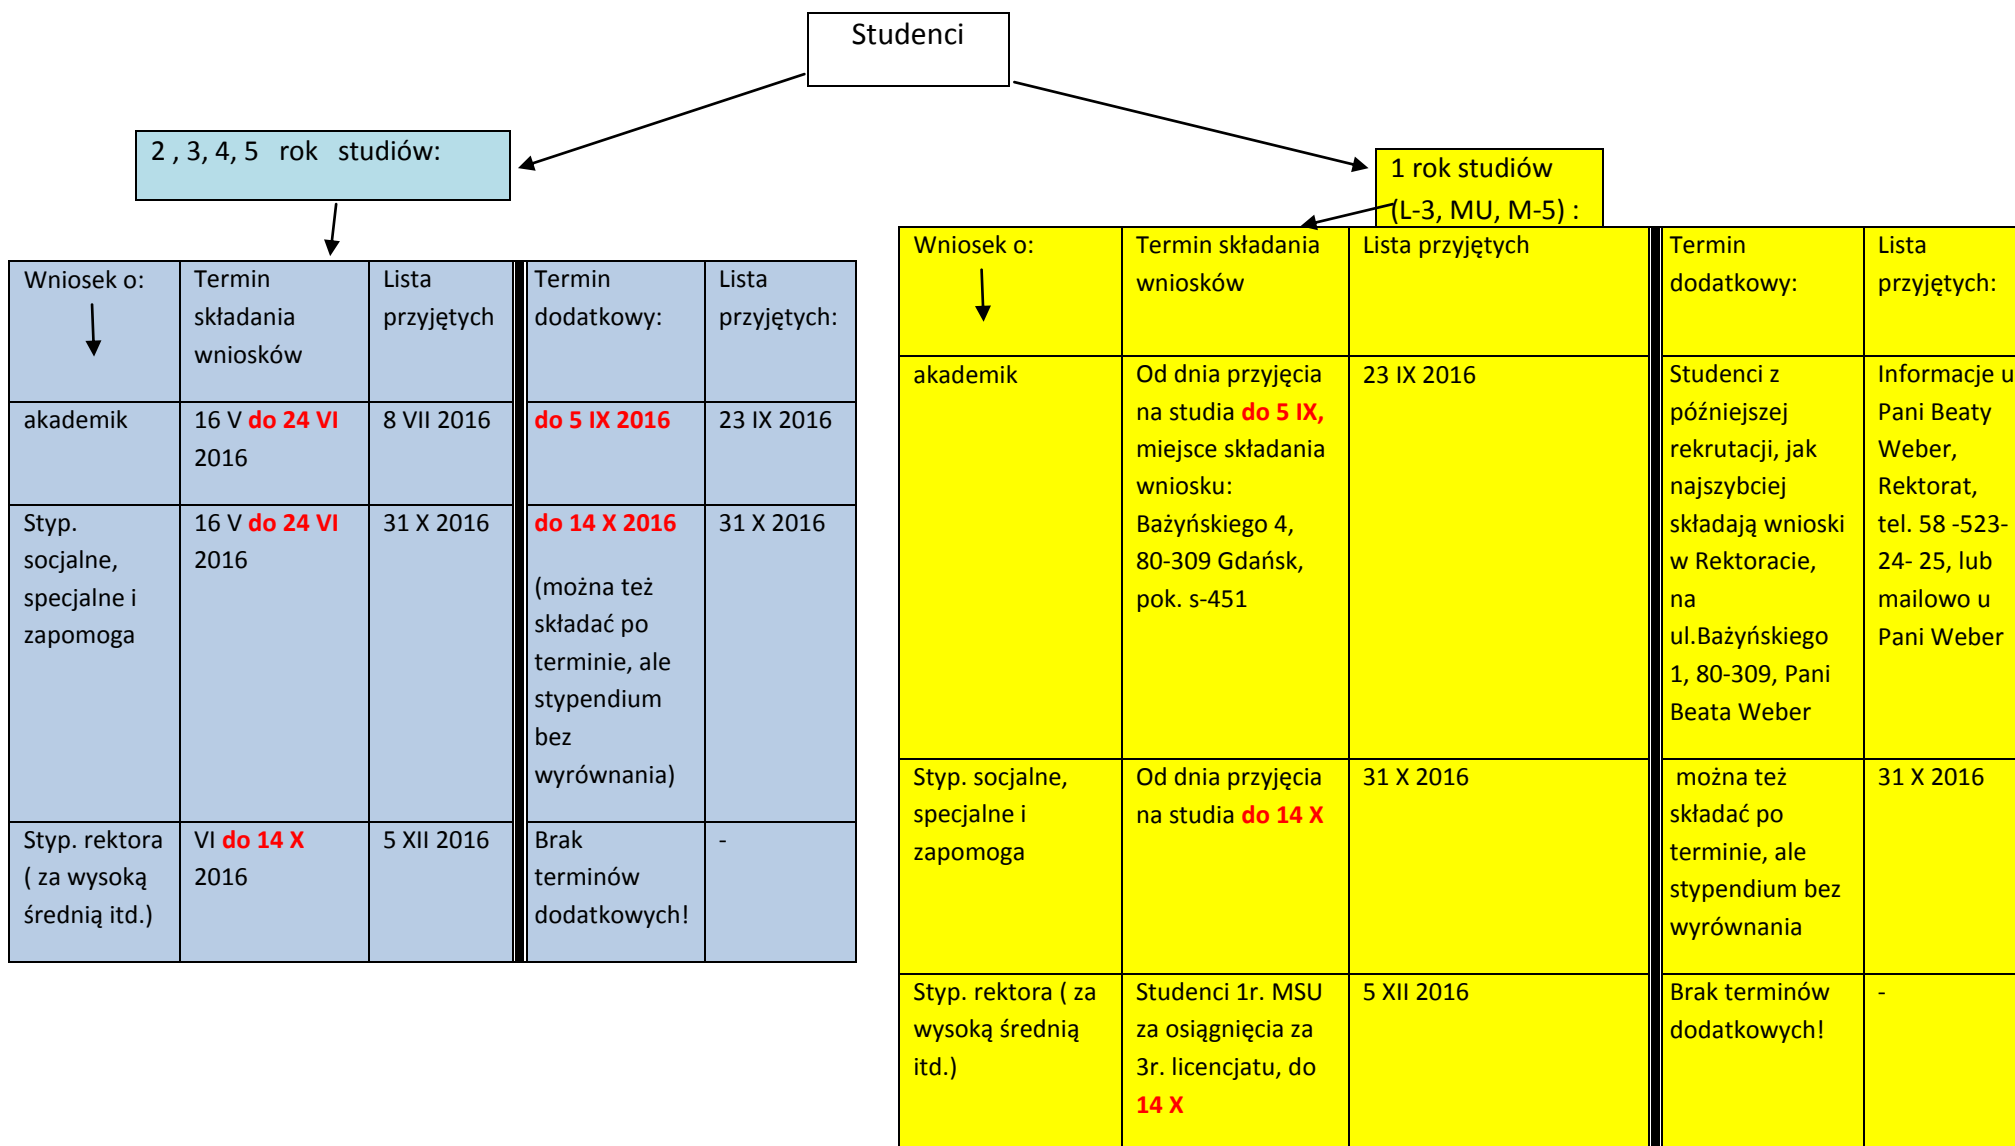 Studenci
2 , 3, 4, 5 rok studiów:
Wniosek o:
Termin
składania
wniosków
Lista
przyjętych
Termin
dodatkowy:
Lista
przyjętych:
akademik
16 V do 24 VI
2016
8 VII 2016
do 5 IX 2016
23 IX 2016
Styp.
socjalne,
specjalne i
zapomoga
16 V do 24 VI
2016
31 X 2016
do 14 X 2016
(można też
składać po
terminie, ale
stypendium
bez
wyrównania)
31 X 2016
Styp. rektora
( za wysoką
średnią itd.)
VI do 14 X
2016
5 XII 2016
Brak
terminów
dodatkowych!
-
1 rok studiów
(L-3, MU, M-5) :
Wniosek o:
Termin składania
wniosków
Lista przyjętych
Termin
dodatkowy:
Lista
przyjętych:
akademik
Od dnia przyjęcia
na studia do 5 IX,
miejsce składania
wniosku:
Bażyńskiego 4,
80-309 Gdańsk,
pok. s-451
23 IX 2016
Studenci z
późniejszej
rekrutacji, jak
najszybciej
składają wnioski
w Rektoracie,
na
ul.Bażyńskiego
1, 80-309, Pani
Beata Weber
Informacje u
Pani Beaty
Weber,
Rektorat,
tel. 58 -523-
24- 25, lub
mailowo u
Pani Weber
Styp. socjalne,
specjalne i
zapomoga
Od dnia przyjęcia
na studia do 14 X
31 X 2016
można też
składać po
terminie, ale
stypendium bez
wyrównania
31 X 2016
Styp. rektora ( za
wysoką średnią
itd.)
Studenci 1r. MSU
za osiągnięcia za
3r. licencjatu, do
14 X
5 XII 2016
Brak terminów
dodatkowych!
-